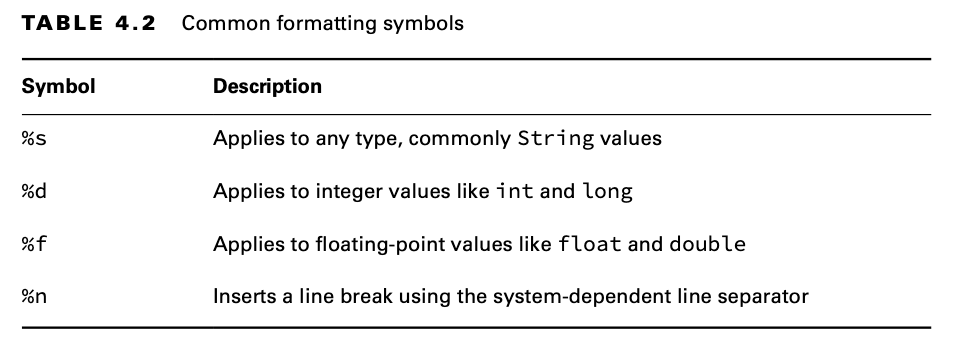 TABLE 4.2 Common formatting symbols
Symbol Description
%s Applies to any type, commonly String values
%d Applies to integer values like int and long
%f Applies to floating-point values like float and double
%n Inserts a line break using the system-dependent line separator